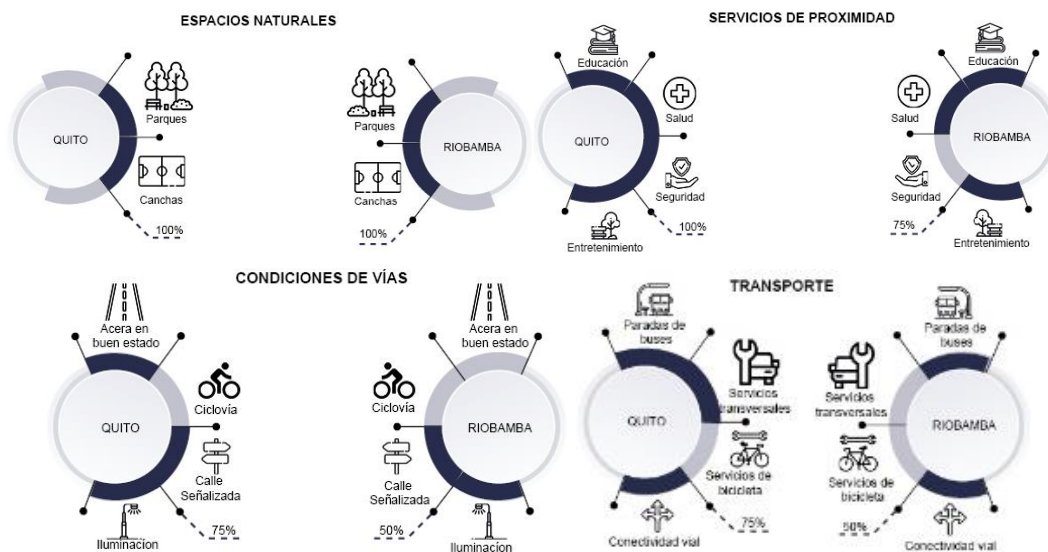 ESPACIOS NATURALES
QUITO
Parques
Canchas
100%
Parques
Canchas
RIOBAMBA
100%
SERVICIOS DE PROXIMIDAD
Educación
Salud
QUITO
Seguridad
Entretenimiento
100%
Educación
Salud
RIOBAMBA
Seguridad
75%
Entretenimiento
CONDICIONES DE VÍAS
Acera en
buen estado
Ciclovía
QUITO
Calle
Señalizada
75%
Iluminacíon
Acera en
buen estado
Ciclovía
RIOBAMBA
Calle
Señalizada
50%
Iluminacíon
TRANSPORTE
Paradas de
buses
Servicios
transversales
QUITO
Servicios de
bicicleta
75%
Conectividad vial
Paradas de
buses
Servicios
transversales
RIOBAMBA
Servicios de
bicicleta
50%
Conectividad vial